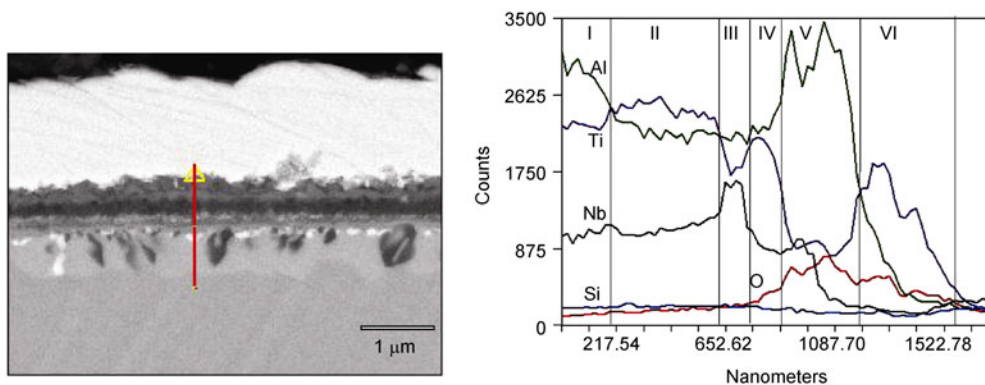 1 μm
3500
2625
1750
875
0
Counts
I II III IV V VI
Al
Ti
Nb
Si
O
217.54 652.62 1087.70 1522.78
Nanometers